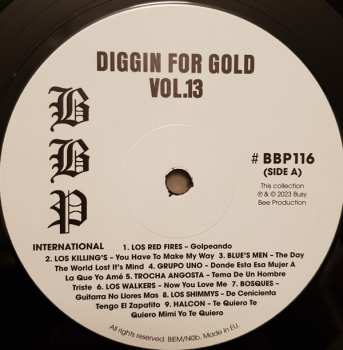 DIGGIN FOR GOLD
VOL.13
BBP
# BBP116
(SIDE A)
This collection
℗ & © 2023 Busy
Bee Production
INTERNATIONAL 1. LOS RED FIRES – Golpeando
2. LOS KILLING'S – You Have To Make My Way 3. BLUE'S MEN – The Day
The World Lost It's Mind 4. GRUPO UNO – Donde Esta Esa Mujer A
La Que Yo Amé 5. TROCHA ANGOSTA – Tema De Un Hombre
Triste 6. LOS WALKERS – Now You Love Me 7. BOSQUES –
Guitarra No Llores Mas 8. LOS SHIMMYS – De Cenicienta
Tengo El Zapatito 9. HALCON – Te Quiero Te
Quiero Mimi Yo Te Quiero
All rights reserved. BIEM/N©b. Made in EU.